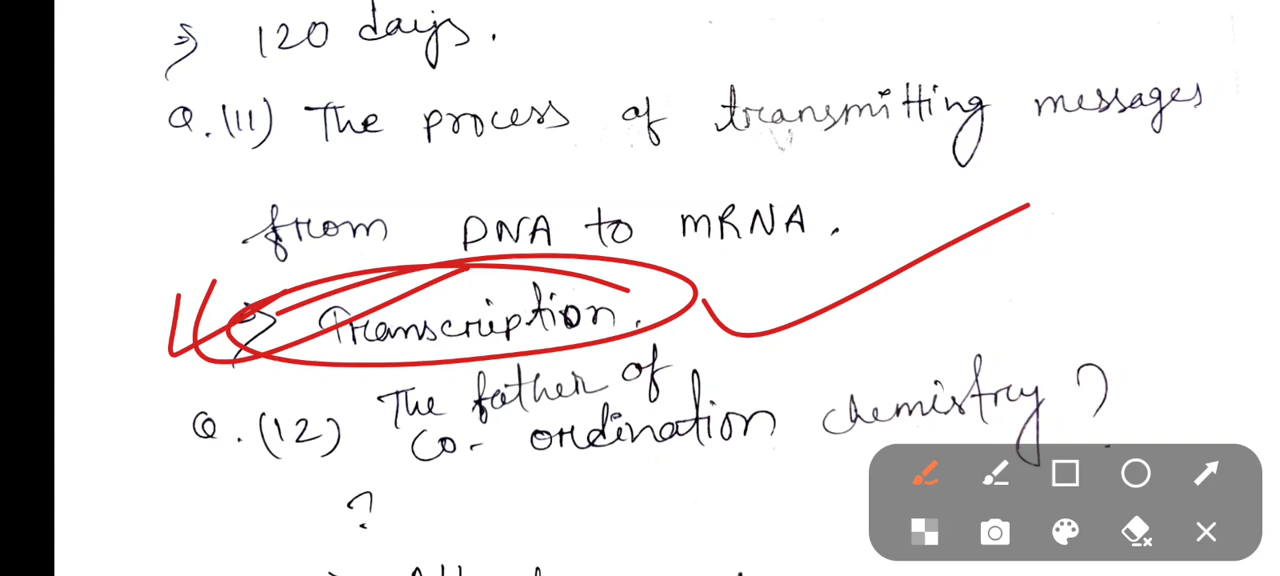 ⇒ 120 days.
Q.(11) The process of transmitting messages
from DNA to mRNA.
⇒ Transcription.
Q.(12) The father of
Co-ordination chemistry ?
?